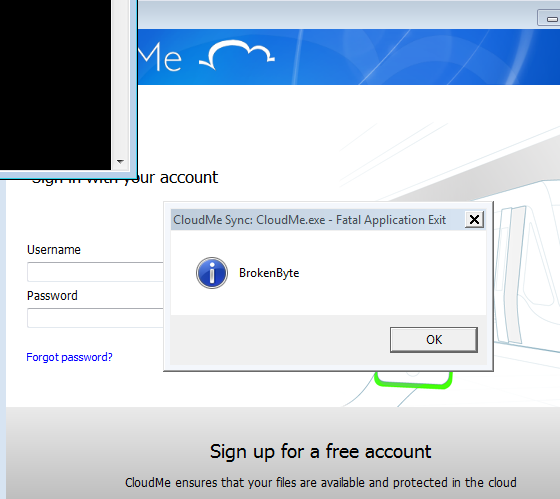 Me
Sign in with your account
CloudMe Sync: CloudMe.exe - Fatal Application Exit
BrokenByte
OK
Username
Password
Forgot password?
Sign up for a free account
CloudMe ensures that your files are available and protected in the cloud